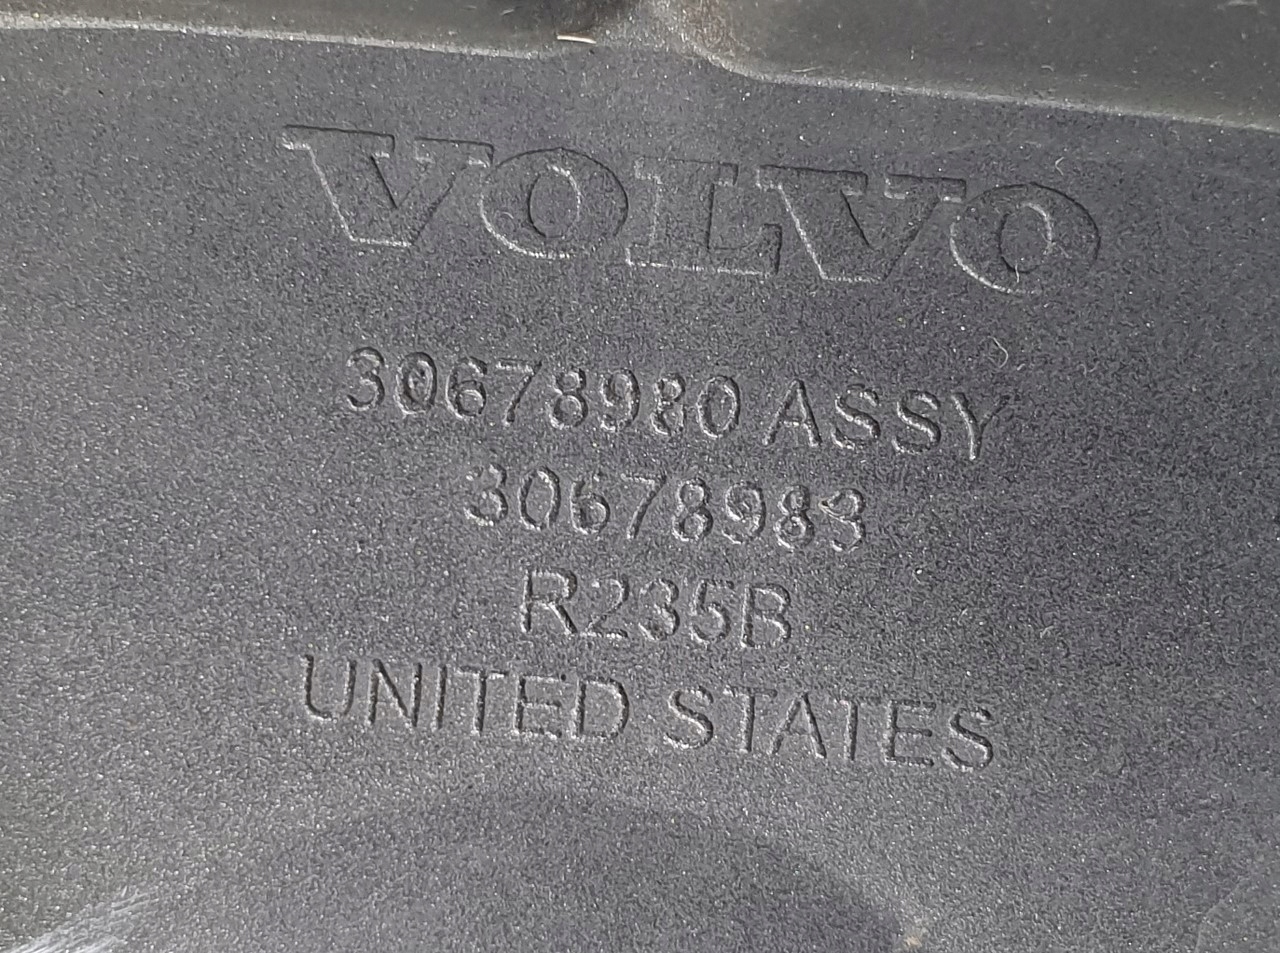 VOLVO
30678980 ASSY
30678983
R235B
UNITED STATES